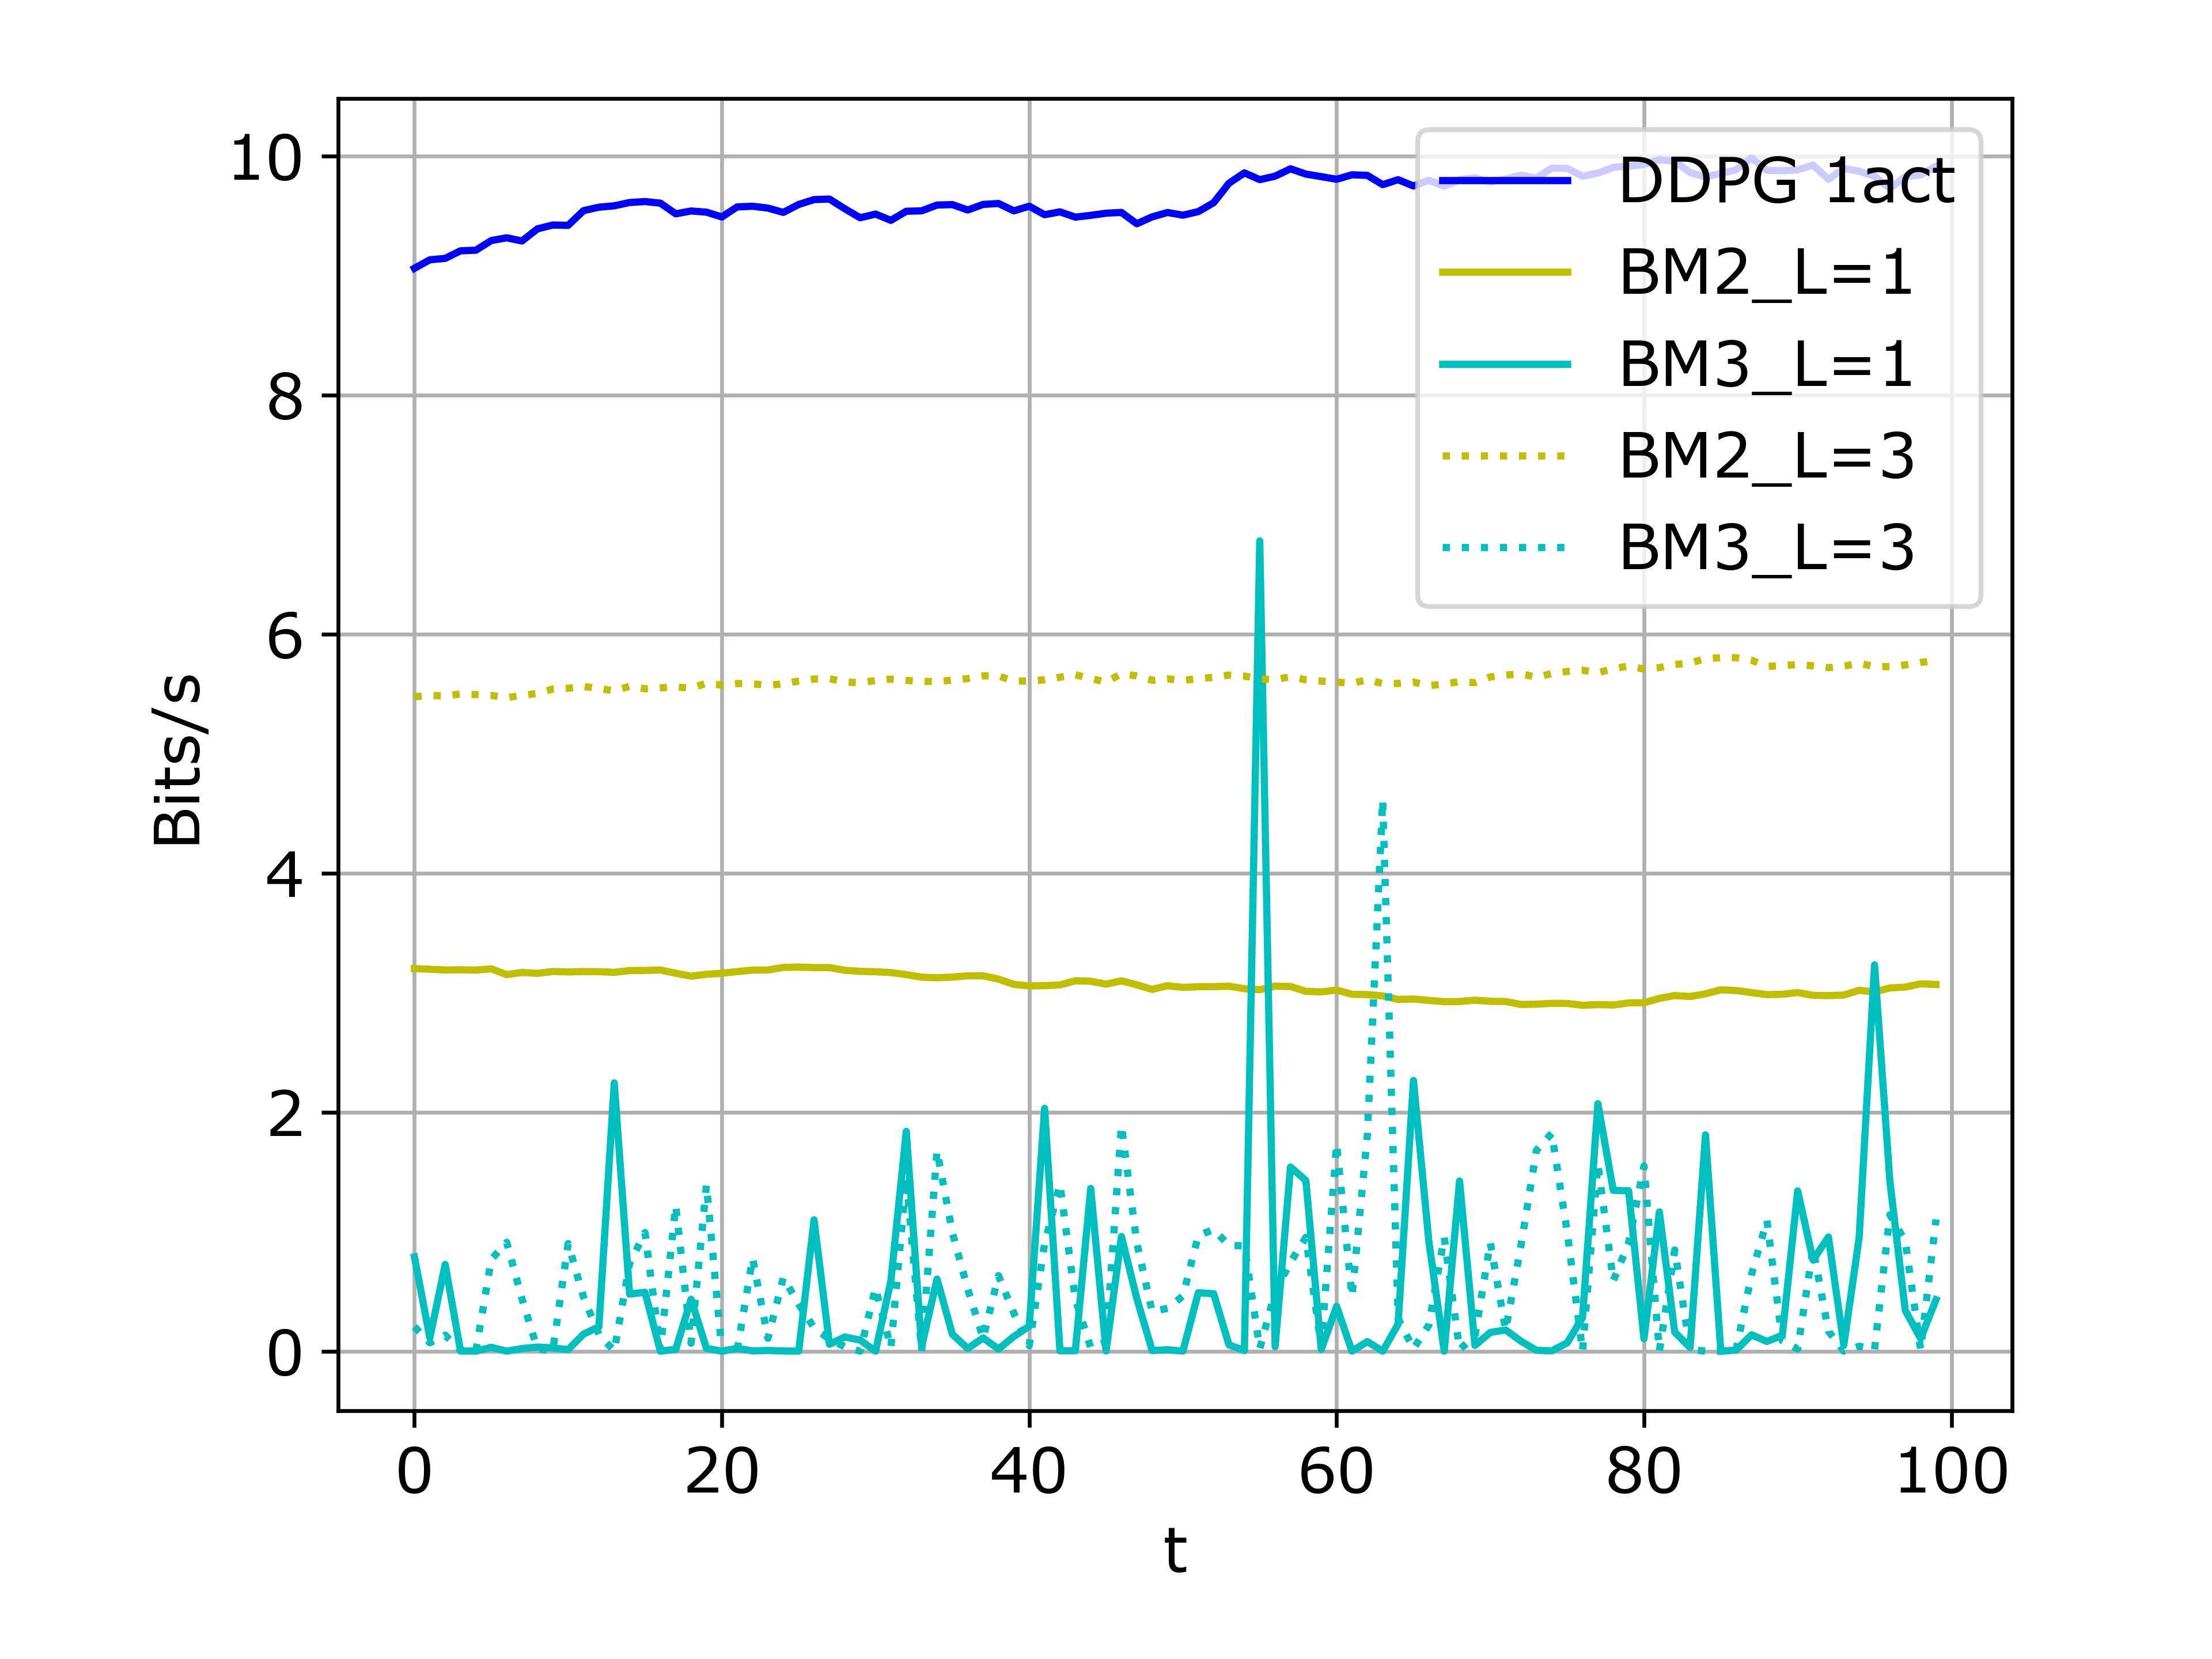 10
8
6
4
2
0
Bits/s
DDPG 1act
BM2_L=1
BM3_L=1
BM2_L=3
BM3_L=3
0 20 40 60 80 100
t